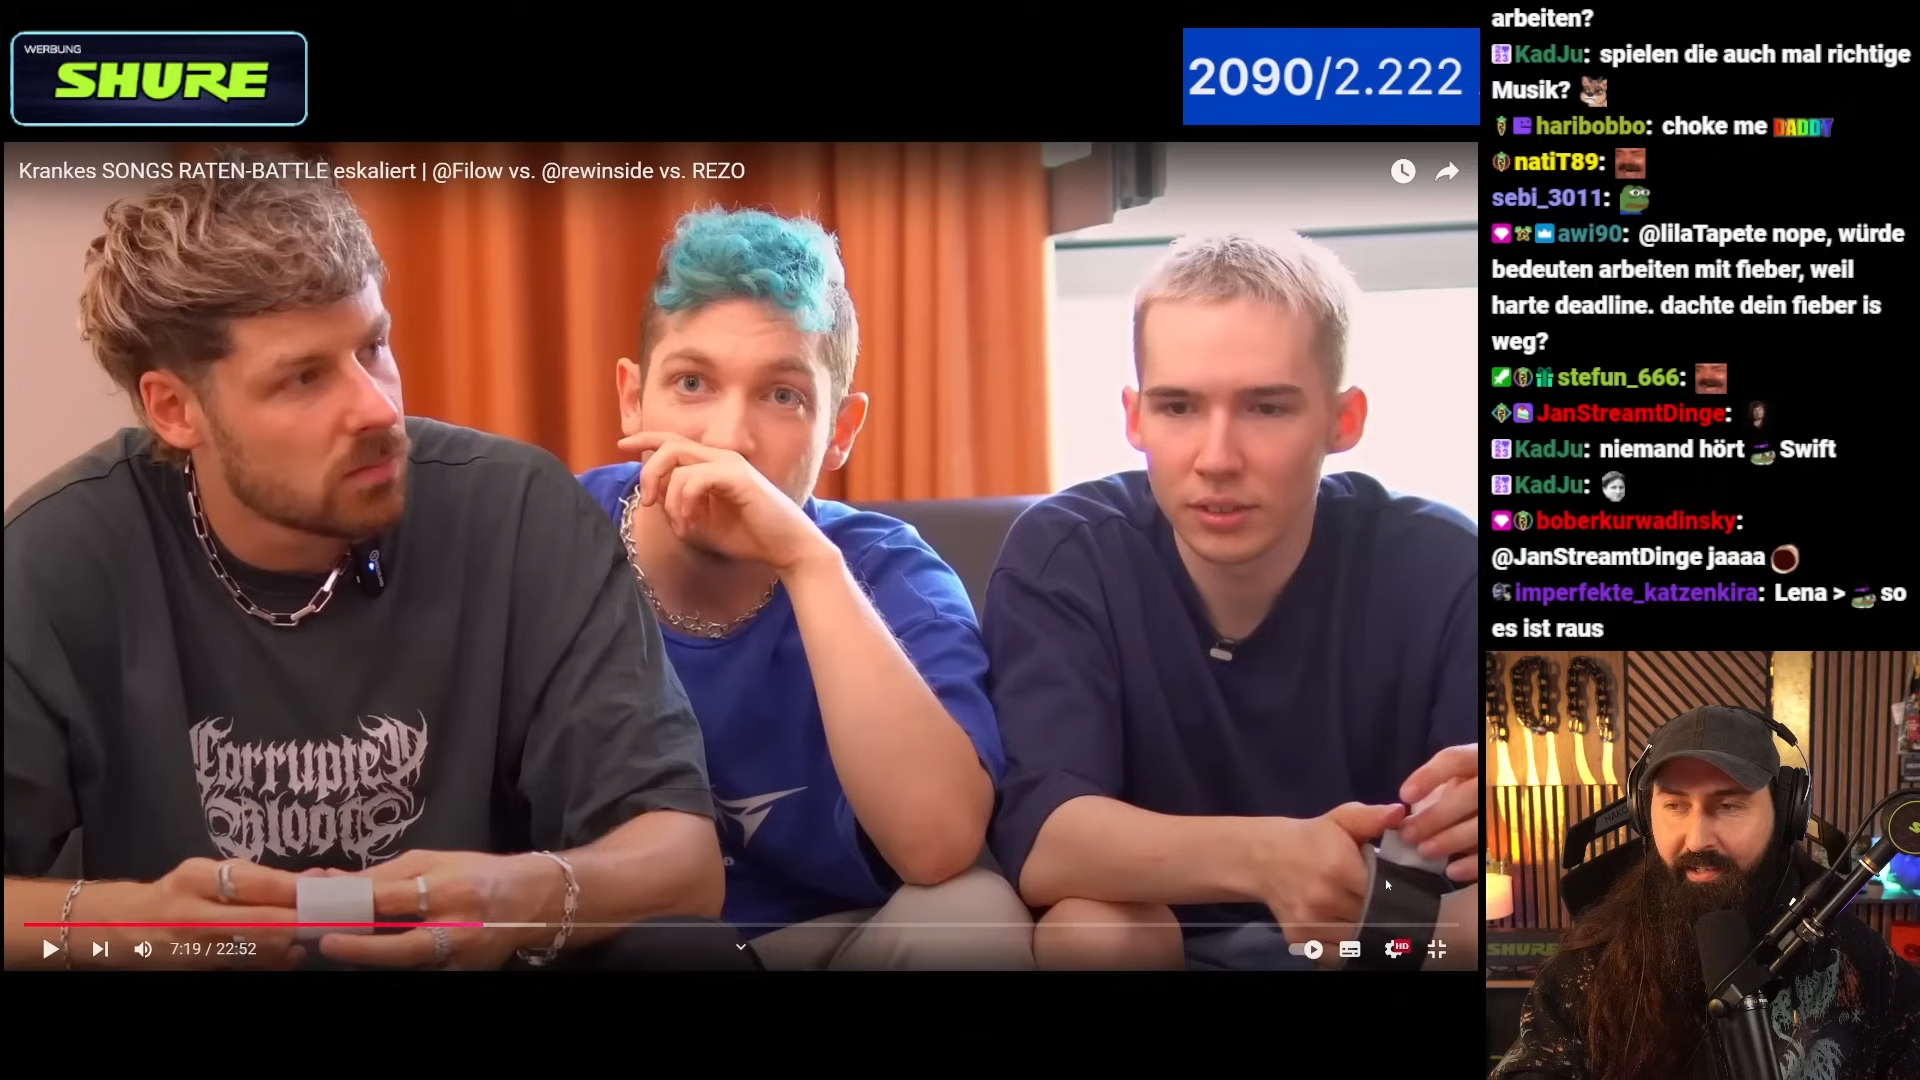 WERBUNG
SHURE
2090/2.222
Krankes SONGS RATEN-BATTLE eskaliert | @Filow vs. @rewinside vs. REZO
CORRUPTED
BLOOD
7:19 / 22:52
HD
arbeiten?
KadJu: spielen die auch mal richtige
Musik?
haribobbo: choke me DADDY
natiT89:
sebi_3011:
awi90: @lilaTapete nope, würde
bedeuten arbeiten mit fieber, weil
harte deadline. dachte dein fieber is
weg?
stefun_666:
JanStreamtDinge:
KadJu: niemand hört Swift
KadJu:
boberkurwadinsky:
@JanStreamtDinge jaaaa
imperfekte_katzenkira: Lena > so
es ist raus
SHURE